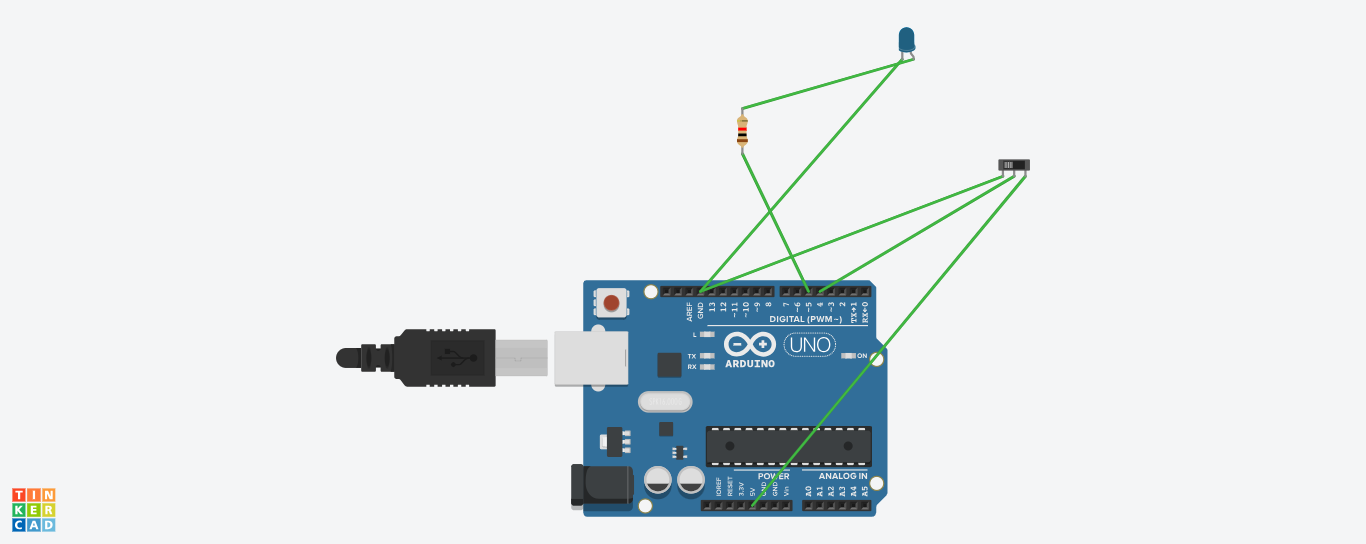 AREF
GND
13
12
~11
~10
~9
8
7
~6
~5
4
~3
2
TX→1
RX←0
DIGITAL (PWM~)
L
TX
RX
ARDUINO
UNO
ON
POWER
ANALOG IN
IOREF
RESET
3.3V
5V
GND
GND
Vin
A0
A1
A2
A3
A4
A5
TIN
KER
CAD